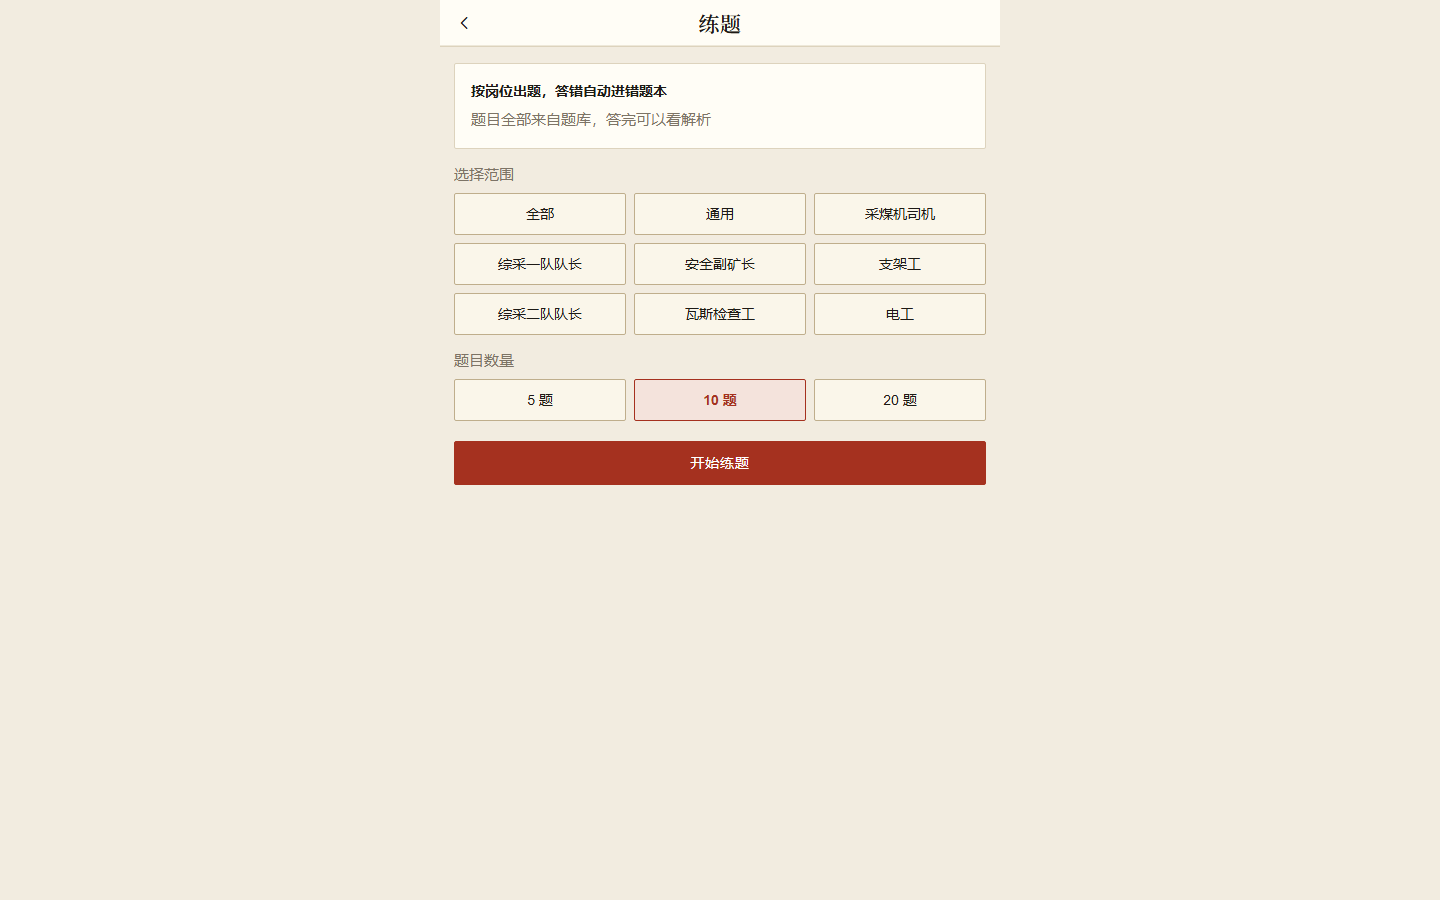 练题
按岗位出题，答错自动进错题本
题目全部来自题库，答完可以看解析
选择范围
全部
通用
采煤机司机
综采一队队长
安全副矿长
支架工
综采二队队长
瓦斯检查工
电工
题目数量
5 题
10 题
20 题
开始练题